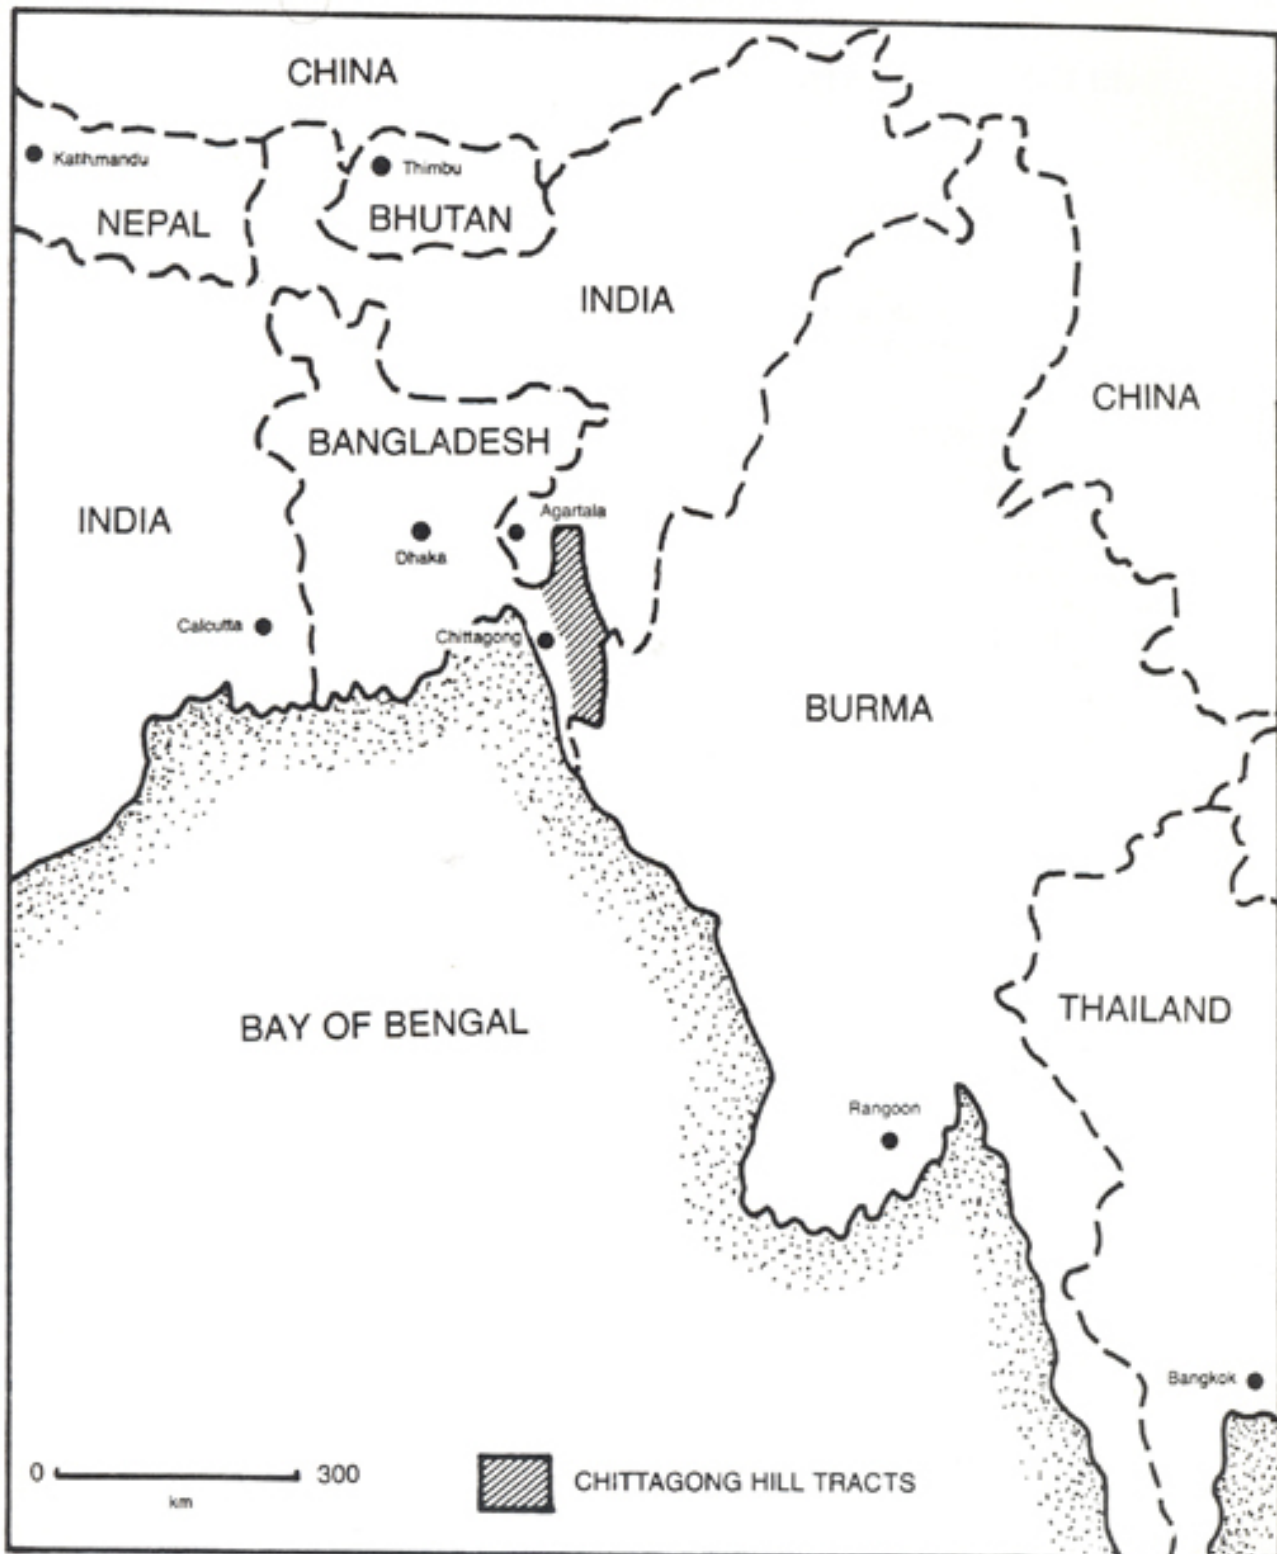 CHINA
Kathmandu
Thimbu
NEPAL
BHUTAN
INDIA
CHINA
BANGLADESH
INDIA
Agartala
Dhaka
Calcutta
Chittagong
BURMA
BAY OF BENGAL
THAILAND
Rangoon
Bangkok
0 300
km
CHITTAGONG HILL TRACTS